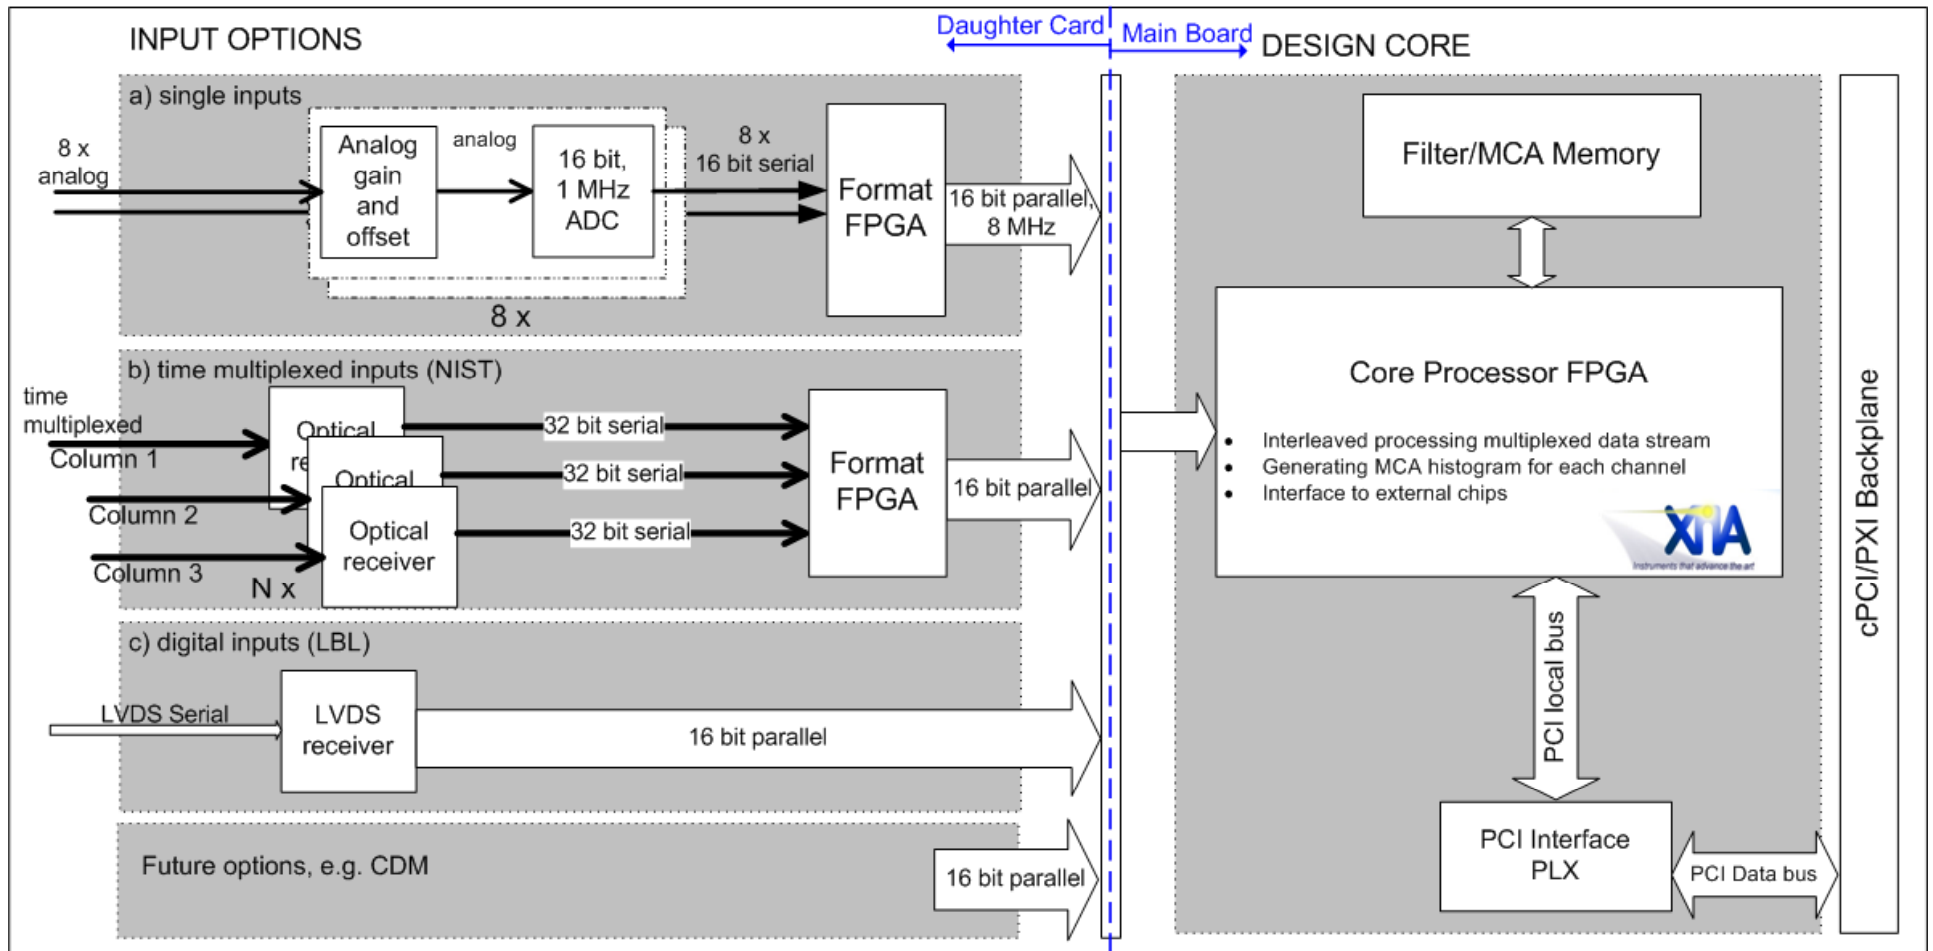 INPUT OPTIONS
Daughter Card
Main Board
DESIGN CORE
a) single inputs
8 x
analog
Analog
gain
and
offset
analog
16 bit,
1 MHz
ADC
8 x
16 bit serial
Format
FPGA
16 bit parallel,
8 MHz
8 x
b) time multiplexed inputs (NIST)
time
multiplexed
Column 1
Column 2
Column 3
N x
Optical
re
Optical
Optical
receiver
32 bit serial
32 bit serial
32 bit serial
Format
FPGA
16 bit parallel
c) digital inputs (LBL)
LVDS Serial
LVDS
receiver
16 bit parallel
Future options, e.g. CDM
16 bit parallel
Filter/MCA Memory
Core Processor FPGA
• Interleaved processing multiplexed data stream
• Generating MCA histogram for each channel
• Interface to external chips
XIA
Instruments that advance the art
PCI local bus
PCI Interface
PLX
PCI Data bus
cPCI/PXI Backplane